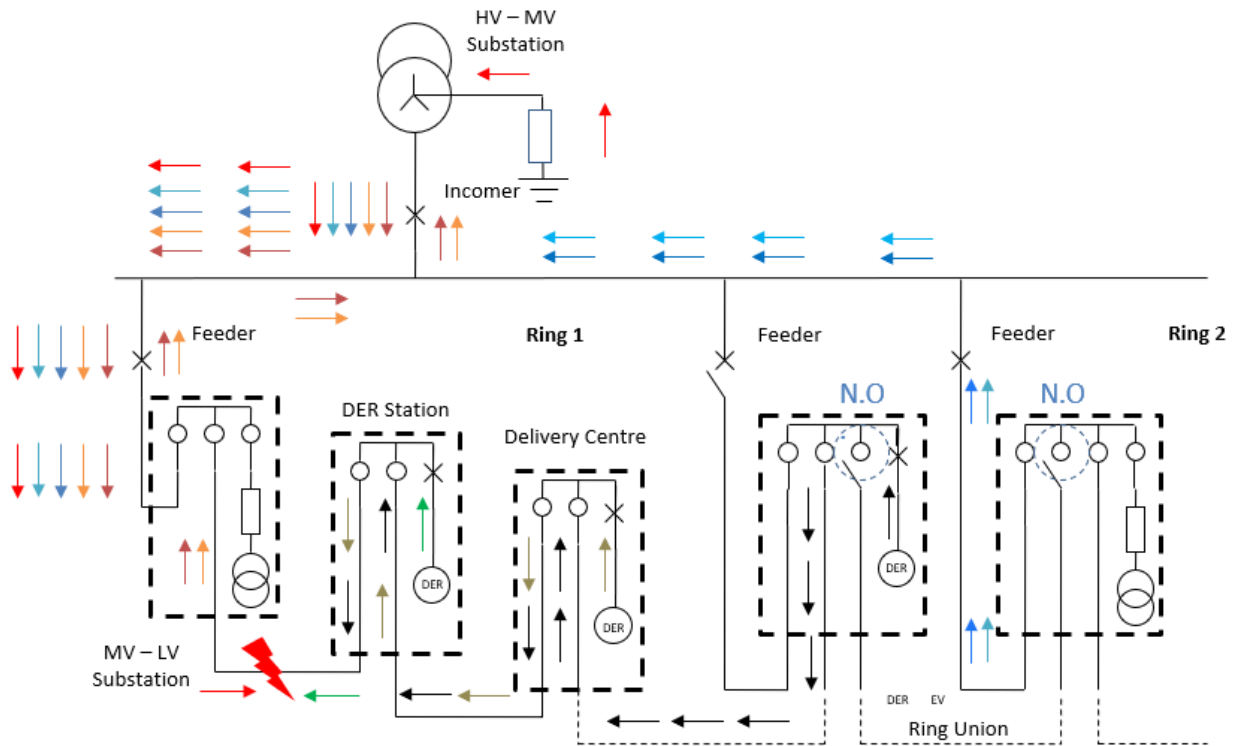 HV – MV
Substation
Incomer
Feeder
Ring 1
Feeder
Feeder
Ring 2
N.O
N.O
DER Station
Delivery Centre
DER
DER
DER
MV – LV
Substation
DER EV
Ring Union